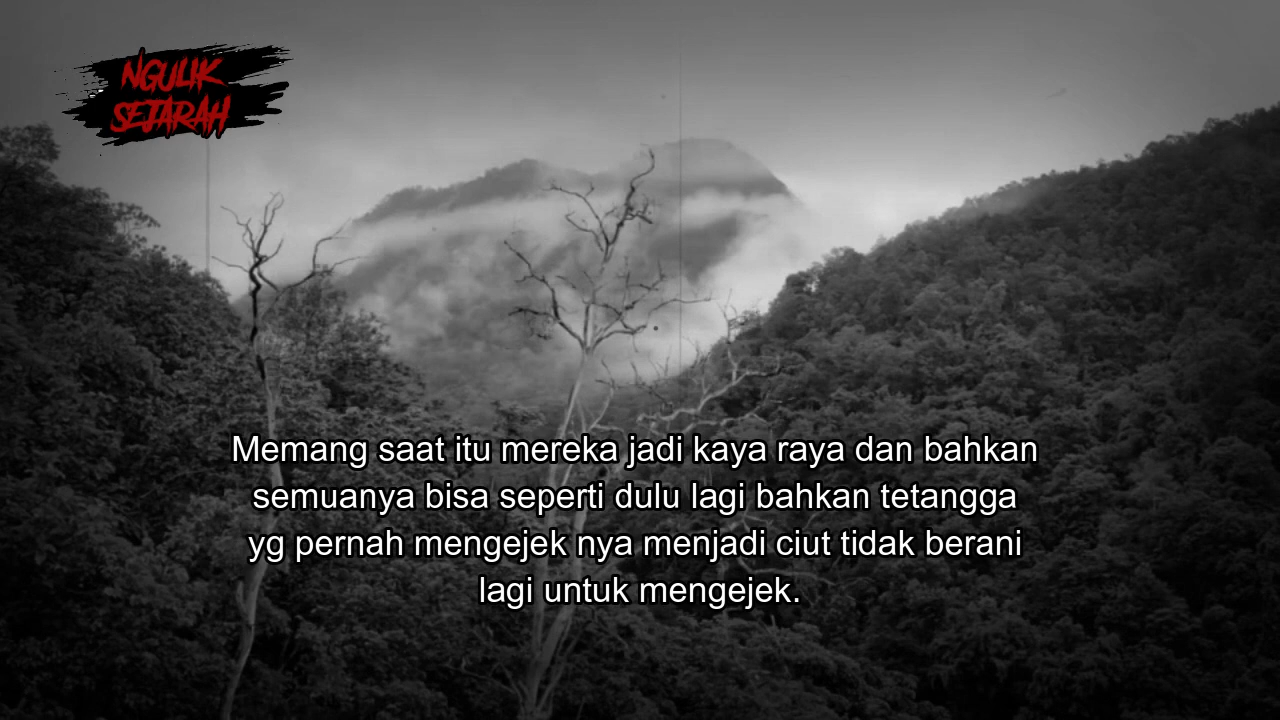 NGULIK
SEJARAH
Memang saat itu mereka jadi kaya raya dan bahkan
semuanya bisa seperti dulu lagi bahkan tetangga
yg pernah mengejek nya menjadi ciut tidak berani
lagi untuk mengejek.